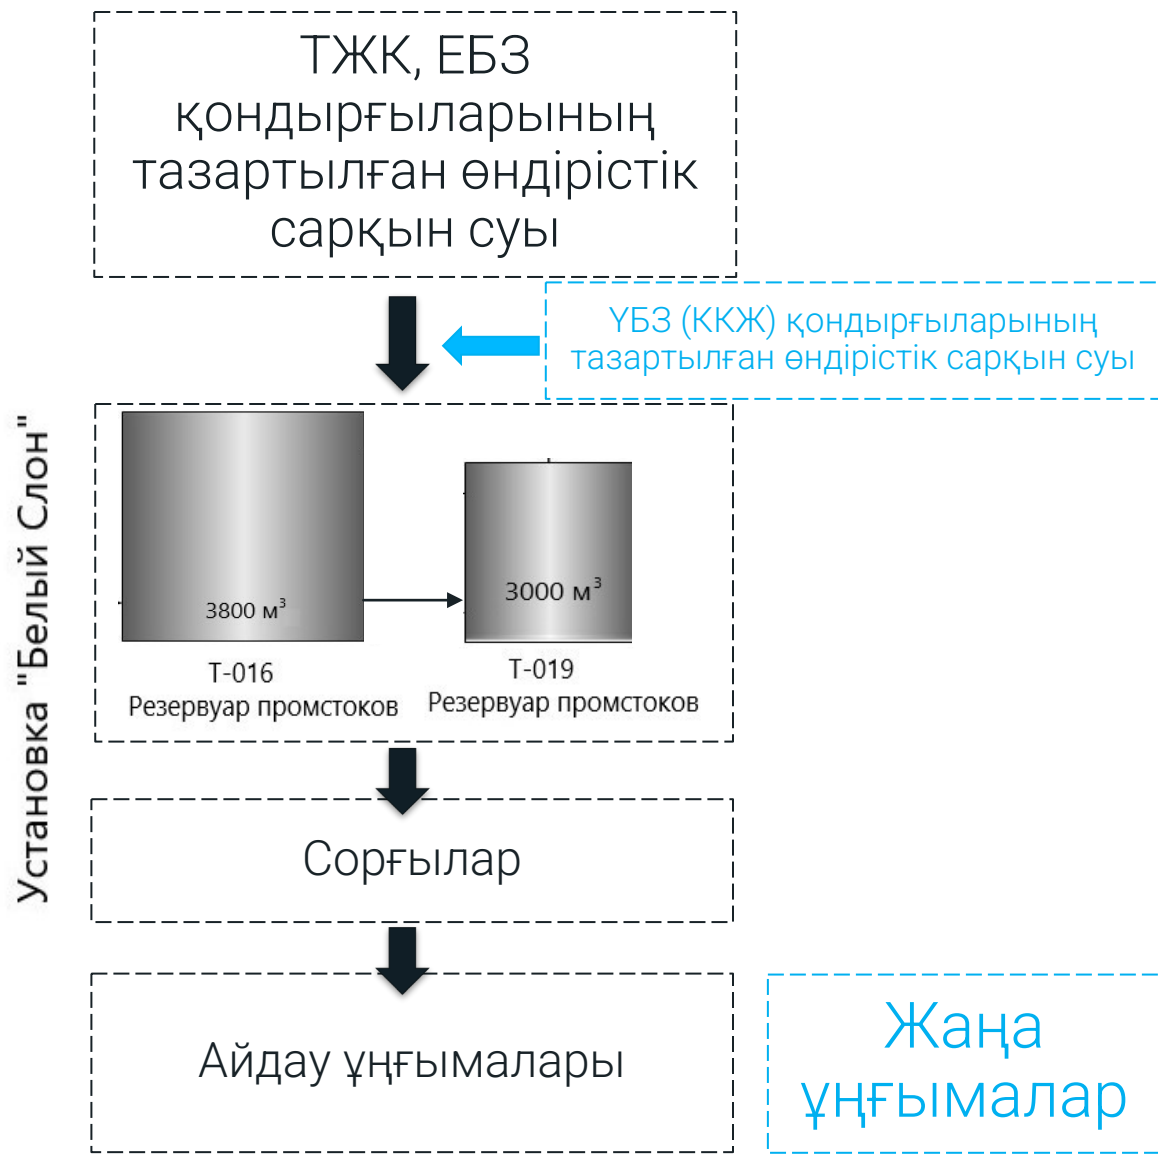 ТЖК, ЕБЗ
қондырғыларының
тазартылған өндірістік
сарқын суы
ҮБЗ (ККЖ) қондырғыларының
тазартылған өндірістік сарқын суы
Установка "Белый Слон"
3800 м³
3000 м³
Т-016
Резервуар промстоков
Т-019
Резервуар промстоков
Сорғылар
Айдау ұңғымалары
Жаңа
ұңғымалар